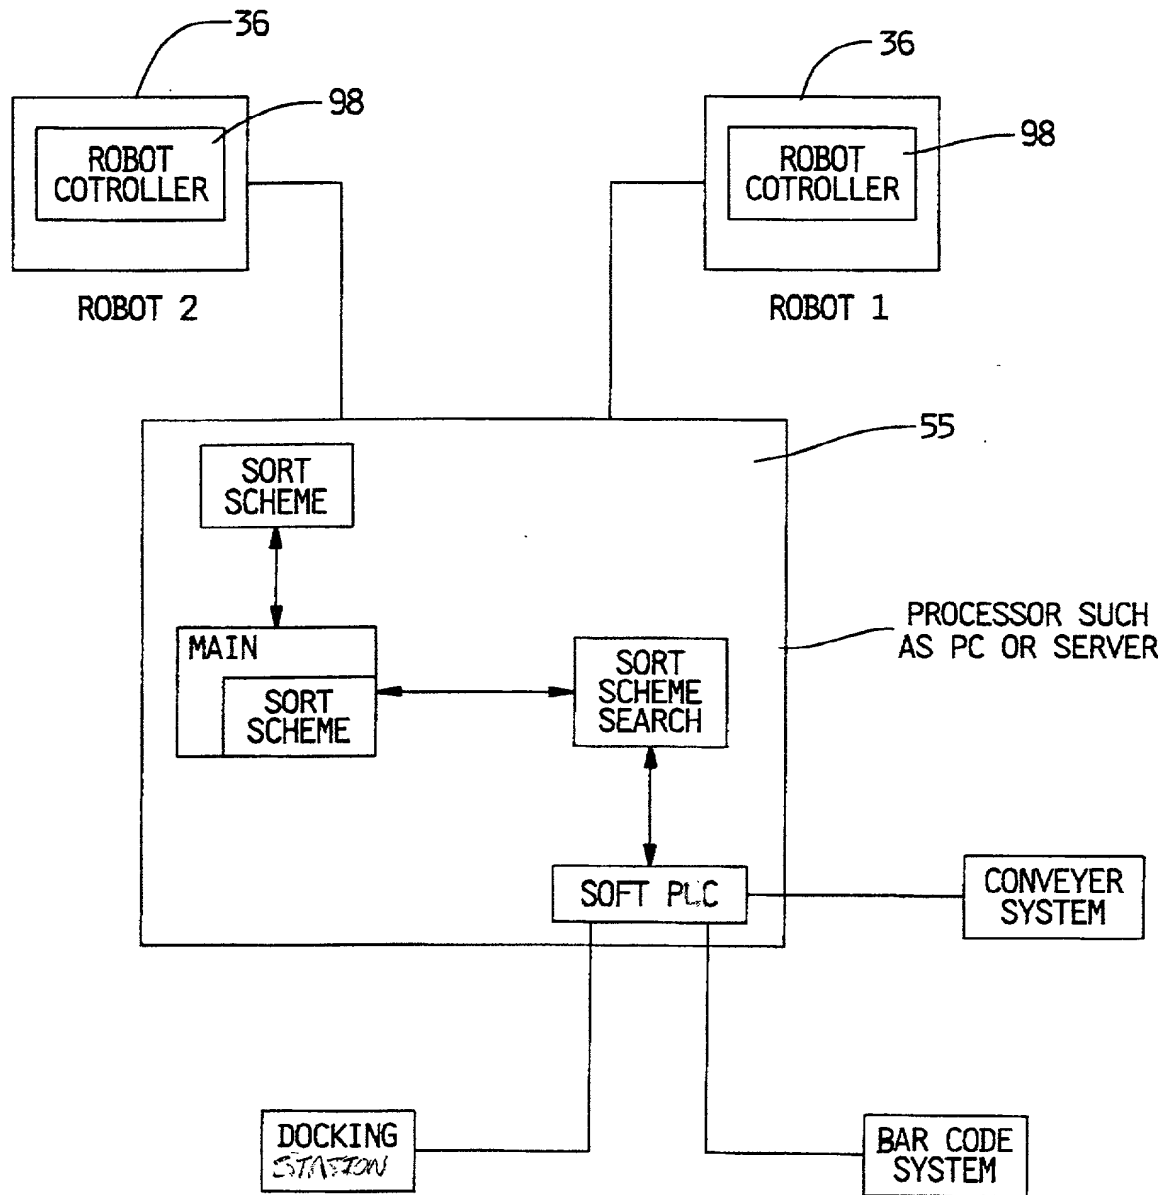 36
36
98
98
ROBOT
COTROLLER
ROBOT
COTROLLER
ROBOT 2
ROBOT 1
55
SORT
SCHEME
PROCESSOR SUCH
AS PC OR SERVER
MAIN
SORT
SCHEME
SORT
SCHEME
SEARCH
SOFT PLC
CONVEYER
SYSTEM
DOCKING
STATION
BAR CODE
SYSTEM